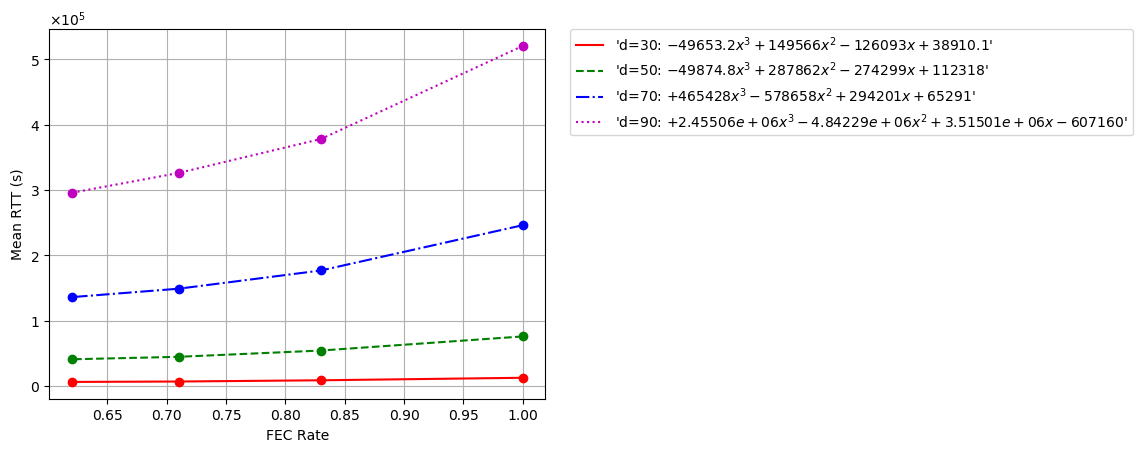 ×10⁵
5
4
3
2
1
0
Mean RTT (s)
0.65 0.70 0.75 0.80 0.85 0.90 0.95 1.00
FEC Rate
'd=30: −49653.2x³ + 149566x² − 126093x + 38910.1'
'd=50: −49874.8x³ + 287862x² − 274299x + 112318'
'd=70: +465428x³ − 578658x² + 294201x + 65291'
'd=90: +2.45506e + 06x³ − 4.84229e + 06x² + 3.51501e + 06x − 607160'